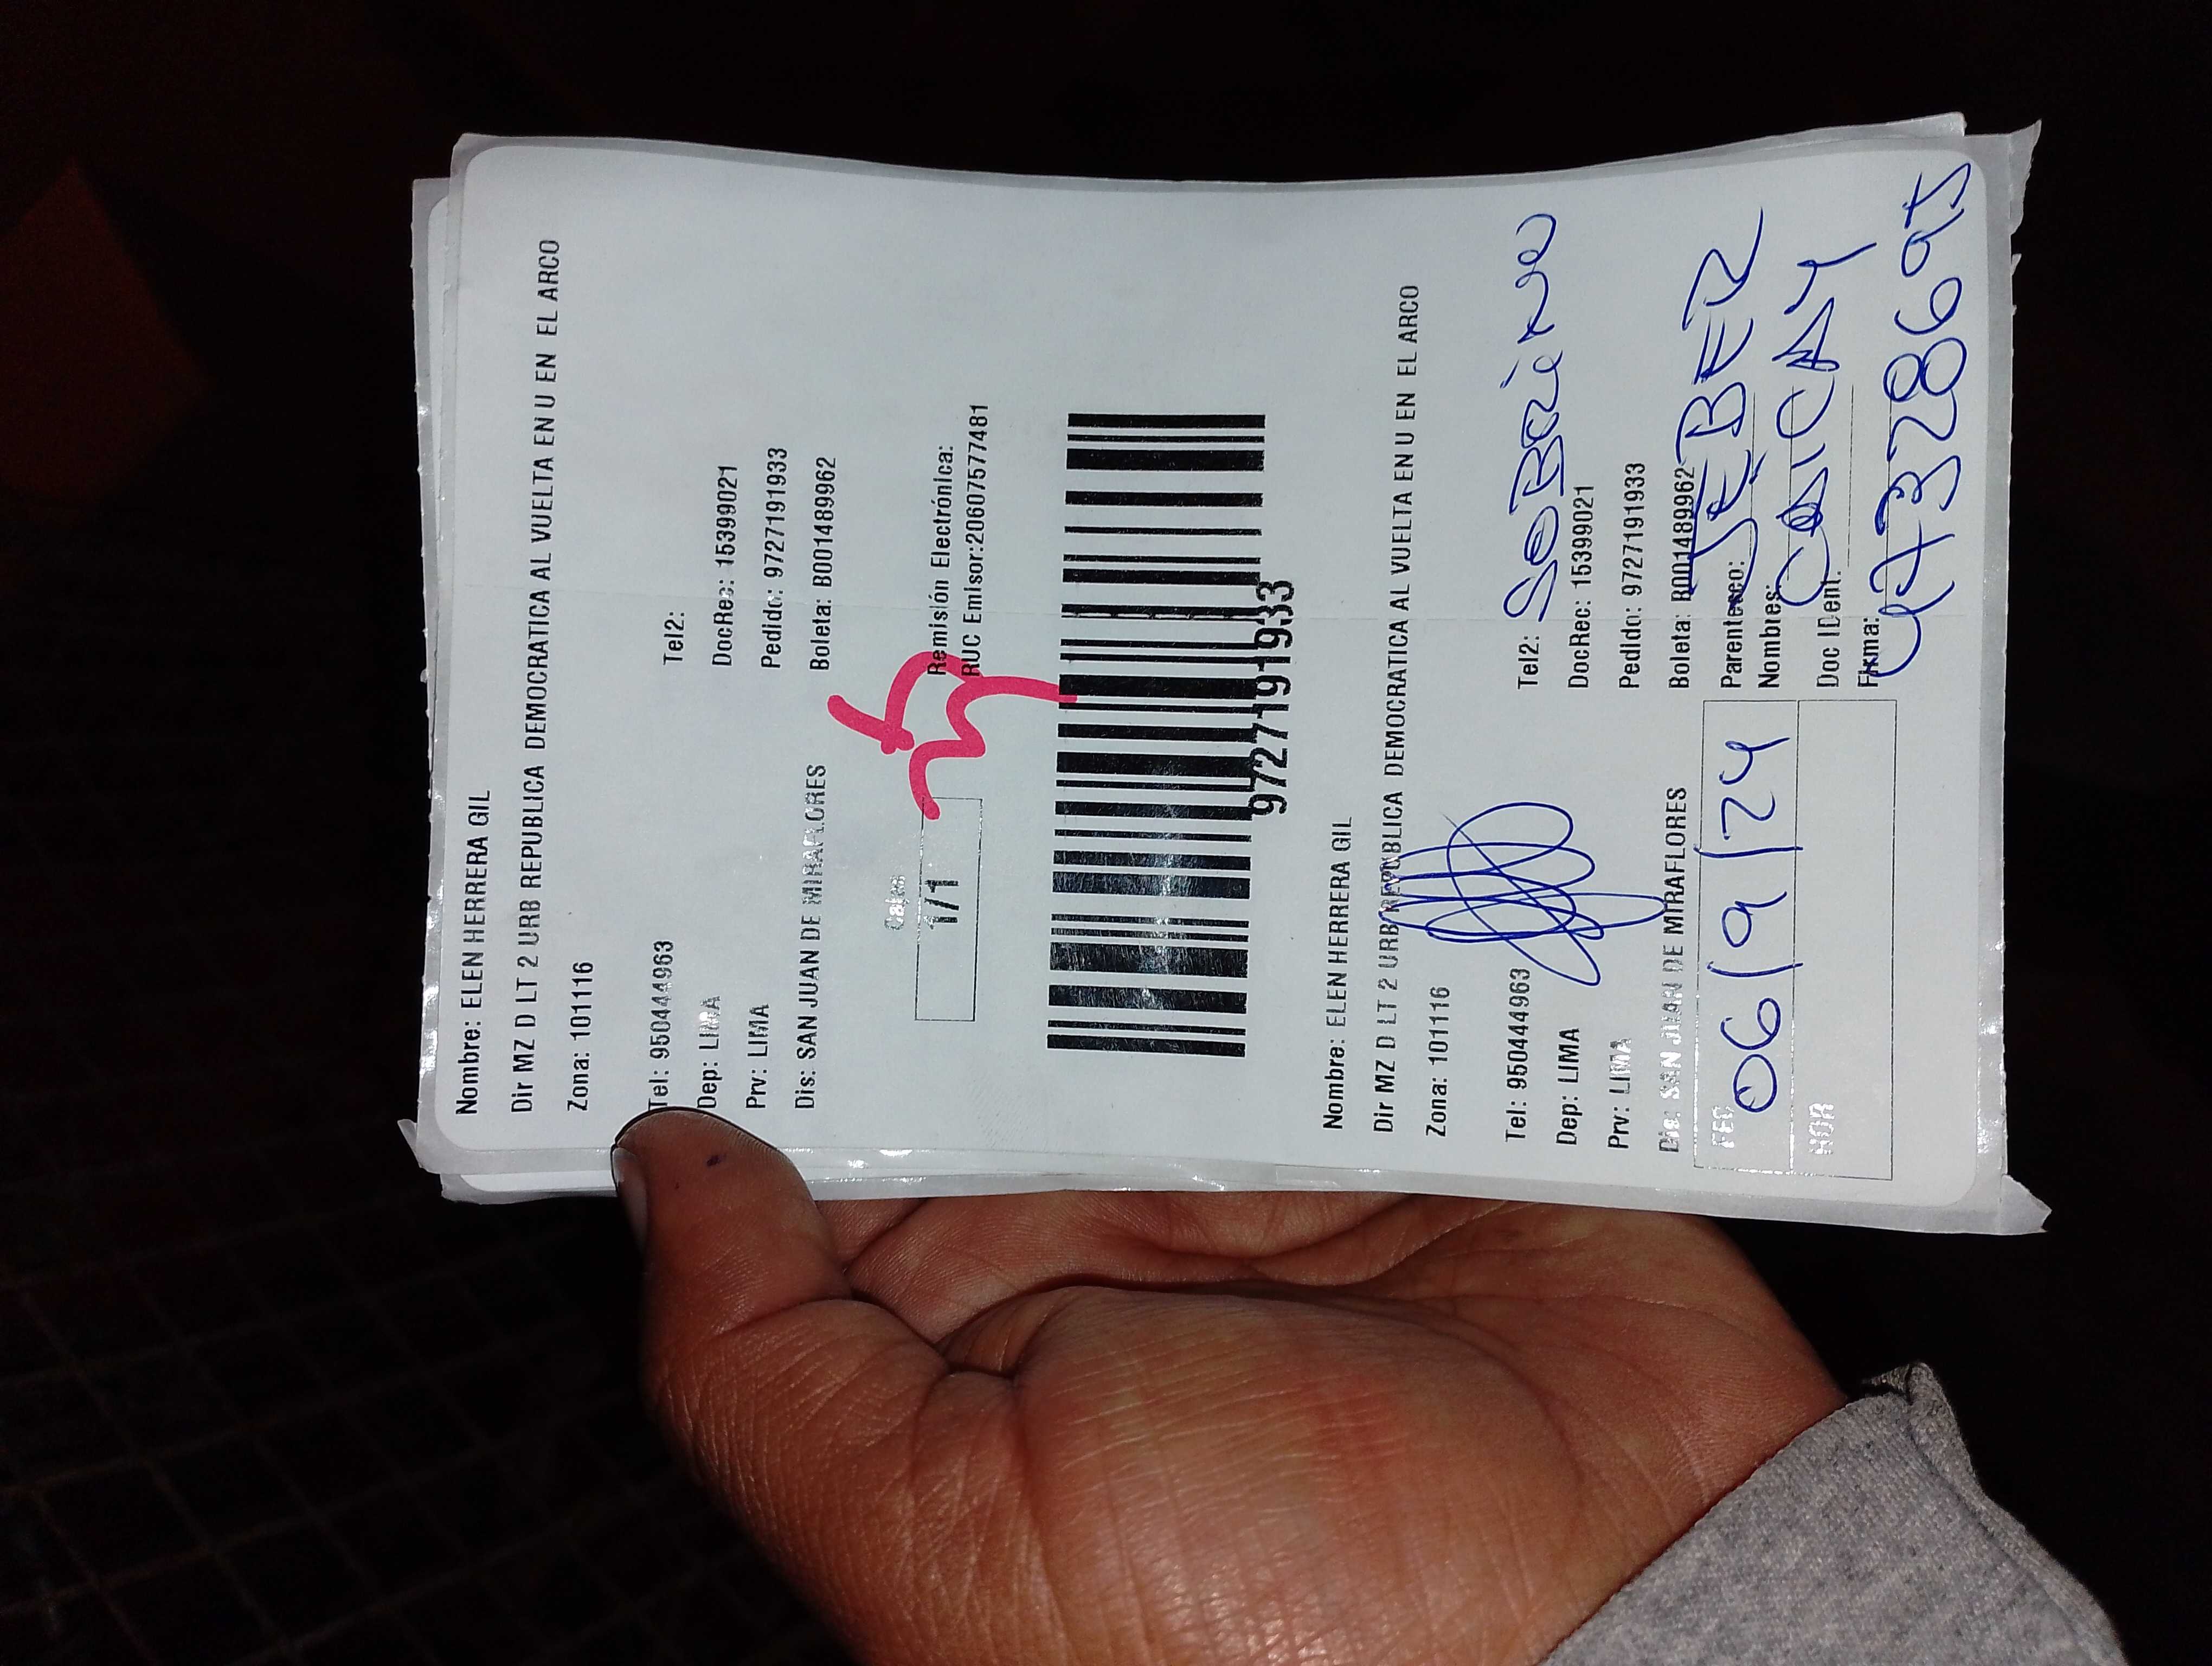 Nombre: ELEN HERRERA GIL
Dir MZ D LT 2 URB REPUBLICA DEMOCRATICA AL VUELTA EN U EN EL ARCO
Zona: 101116
Tel: 950444963 Tel2:
Dep: LIMA DocRec: 15399021
Prv: LIMA Pedido: 9727191933
Dis: SAN JUAN DE MIRAFLORES Boleta: B001489962
Cajas
1/1
Remisión Electrónica:
RUC Emisor:20607577481
9727191933
Nombre: ELEN HERRERA GIL
Dir MZ D LT 2 URB REPUBLICA DEMOCRATICA AL VUELTA EN U EN EL ARCO
Zona: 101116
Tel: 950444963 Tel2: SOBRINO
Dep: LIMA DocRec: 15399021
Prv: LIMA Pedido: 9727191933
Dis: SAN JUAN DE MIRAFLORES Boleta: B001489962
FEC 06/9/24
Parentesco:
Nombres: JEBER
HOR
Doc IDent:
Firma: 47328695